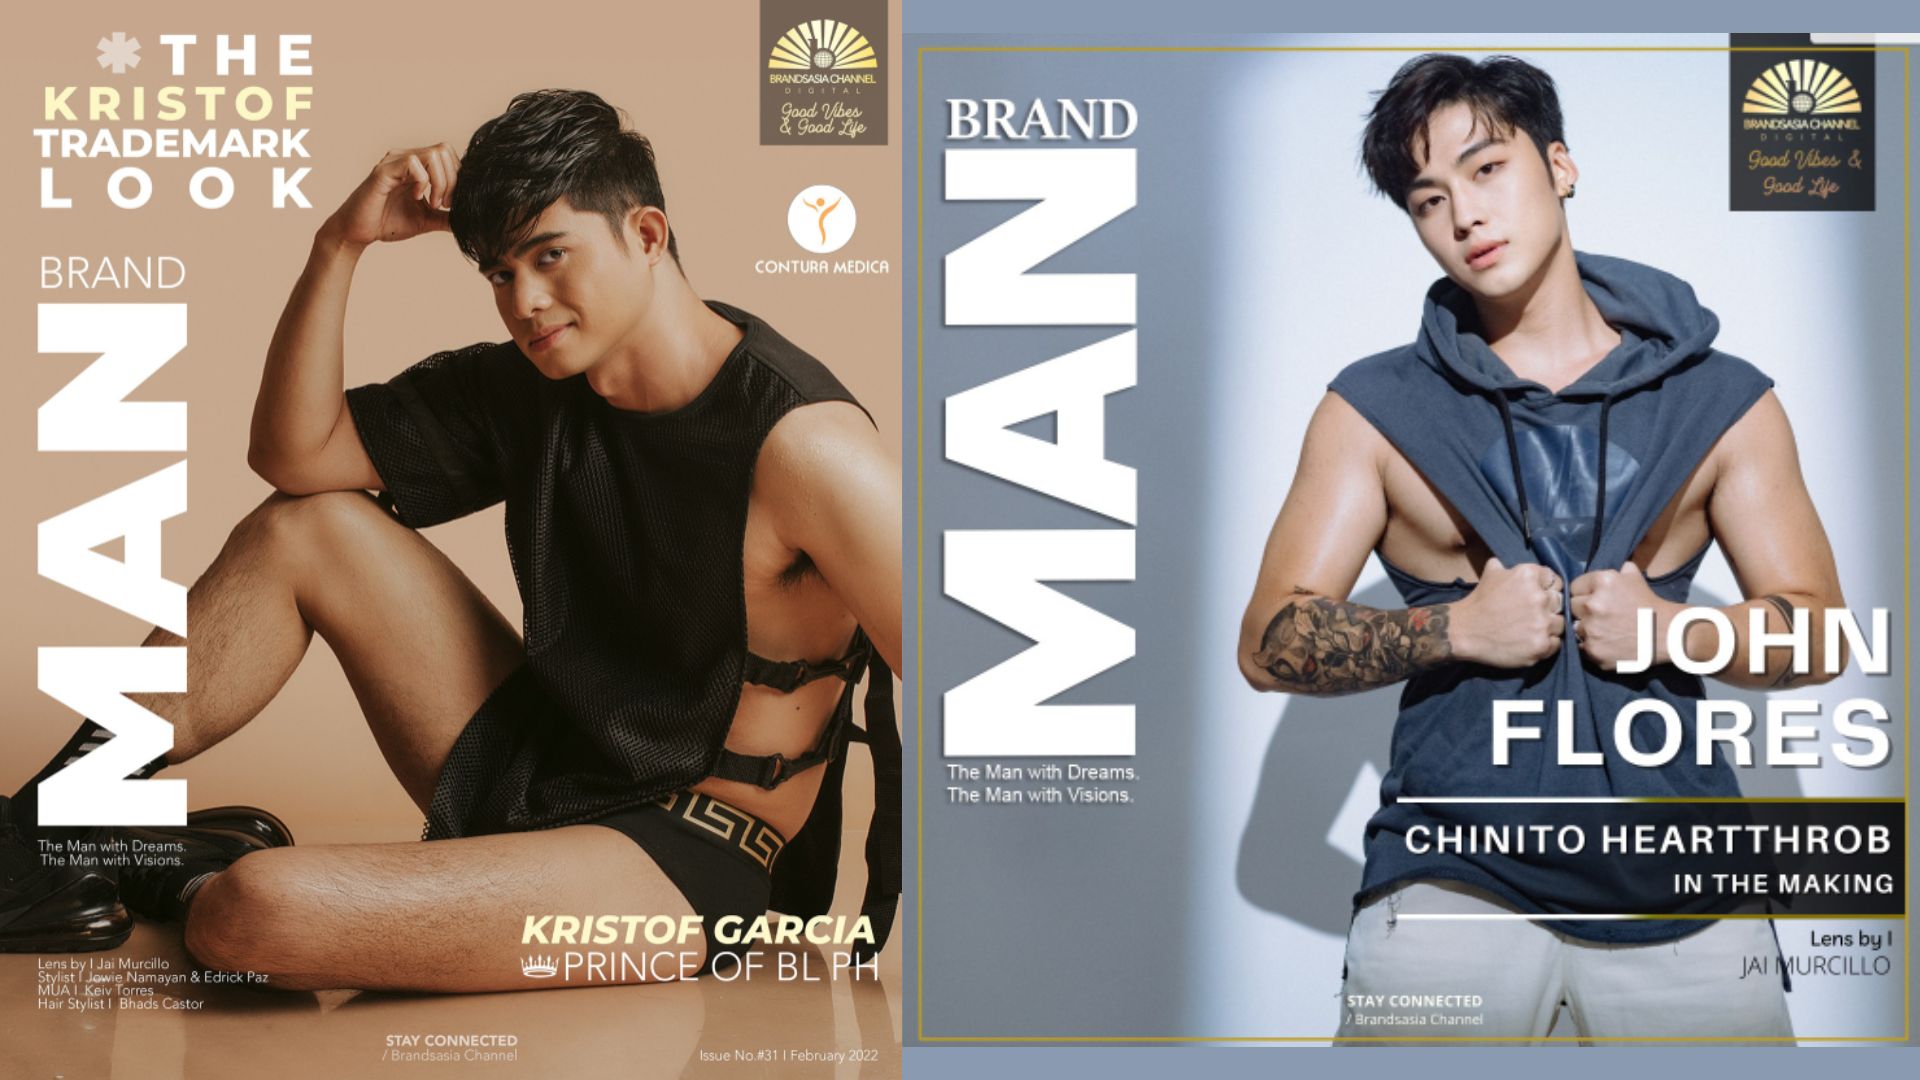 THE
KRISTOF
TRADEMARK
LOOK
BRANDSASIA CHANNEL
DIGITAL
Good Vibes
& Good Life
CONTURA MEDICA
BRAND
MAN
The Man with Dreams.
The Man with Visions.
KRISTOF GARCIA
PRINCE OF BL PH
Lens by I Jai Murcillo
Stylist I Jowie Namayan & Edrick Paz
MUA I Keiv Torres
Hair Stylist I Bhads Castor
STAY CONNECTED
/ Brandsasia Channel
Issue No.#31 I February 2022
BRAND
MAN
The Man with Dreams.
The Man with Visions.
BRANDSASIA CHANNEL
DIGITAL
Good Vibes &
Good Life
JOHN
FLORES
CHINITO HEARTTHROB
IN THE MAKING
Lens by I
JAI MURCILLO
STAY CONNECTED
/ Brandsasia Channel